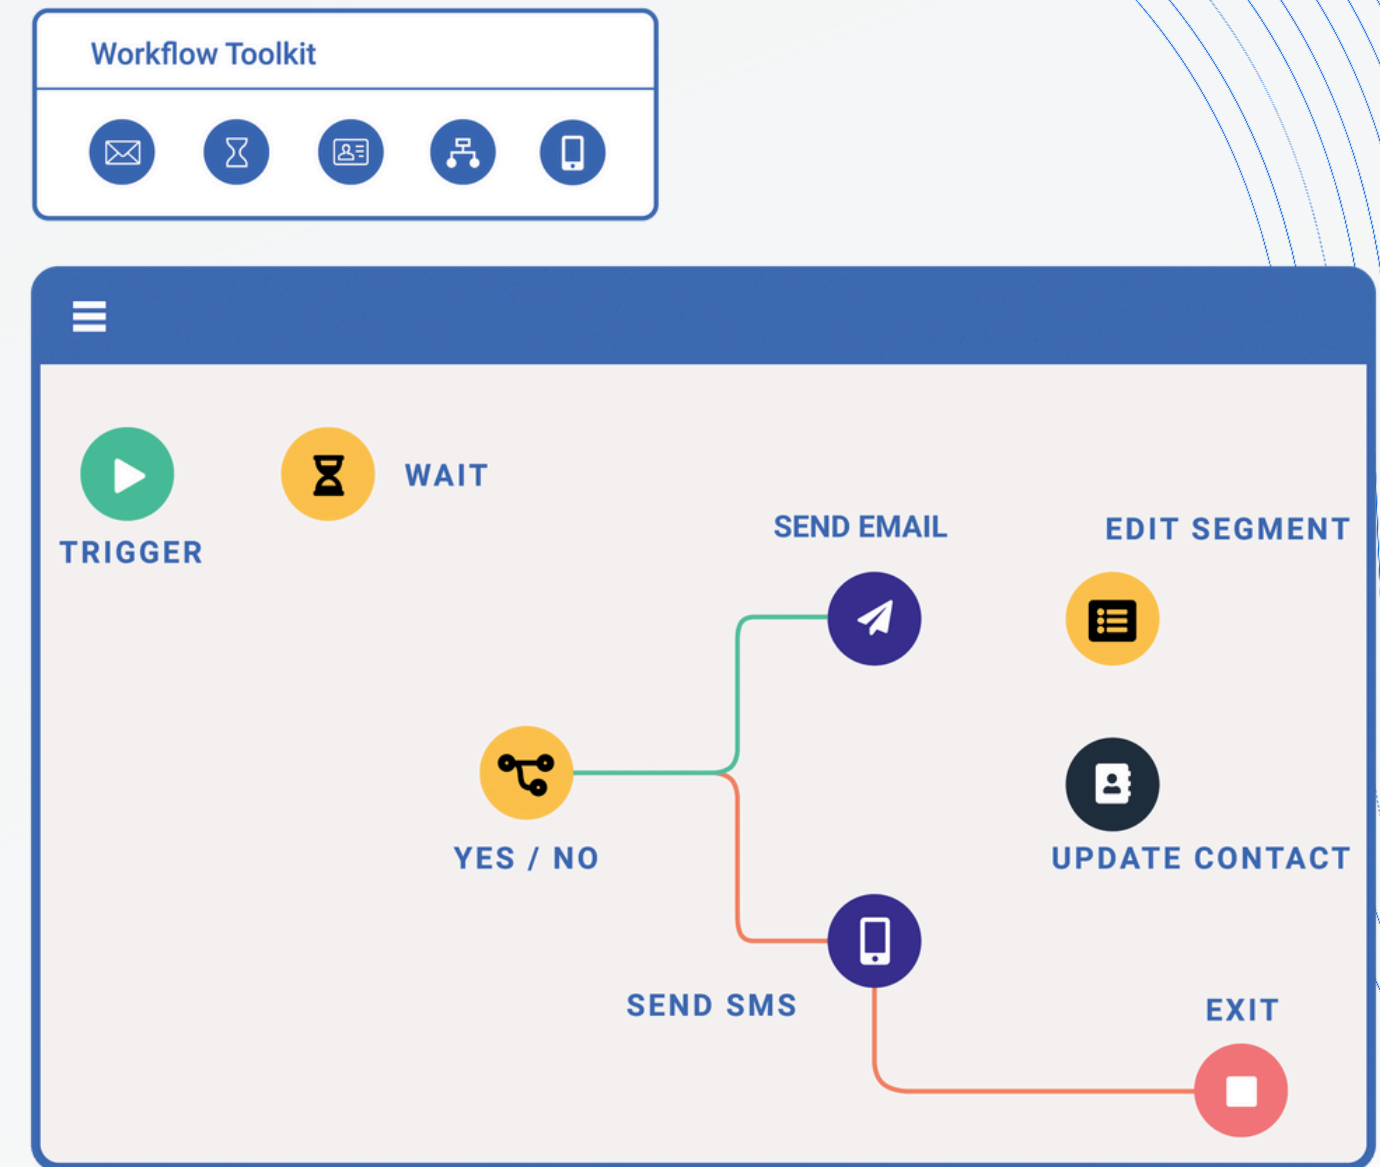 Workflow Toolkit
WAIT
TRIGGER
SEND EMAIL
EDIT SEGMENT
YES / NO
UPDATE CONTACT
SEND SMS
EXIT